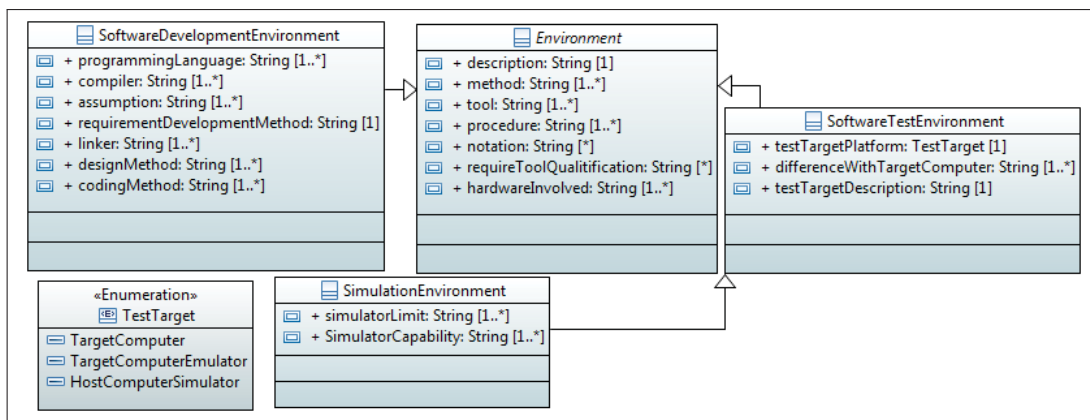 SoftwareDevelopmentEnvironment
+ programmingLanguage: String [1..*]
+ compiler: String [1..*]
+ assumption: String [1..*]
+ requirementDevelopmentMethod: String [1]
+ linker: String [1..*]
+ designMethod: String [1..*]
+ codingMethod: String [1..*]
Environment
+ description: String [1]
+ method: String [1..*]
+ tool: String [1..*]
+ procedure: String [1..*]
+ notation: String [*]
+ requireToolQualitification: String [*]
+ hardwareInvolved: String [1..*]
SoftwareTestEnvironment
+ testTargetPlatform: TestTarget [1]
+ differenceWithTargetComputer: String [1..*]
+ testTargetDescription: String [1]
«Enumeration»
<E> TestTarget
TargetComputer
TargetComputerEmulator
HostComputerSimulator
SimulationEnvironment
+ simulatorLimit: String [1..*]
+ SimulatorCapability: String [1..*]